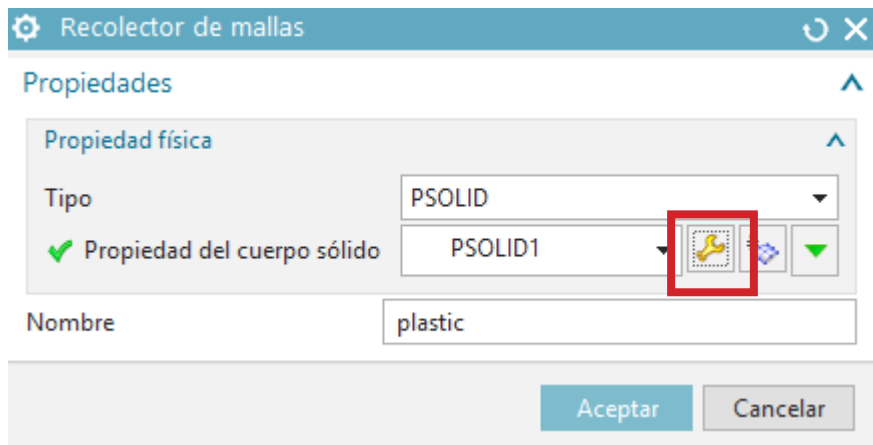 Recolector de mallas
Propiedades
Propiedad física
Tipo PSOLID
Propiedad del cuerpo sólido PSOLID1
Nombre plastic
Aceptar Cancelar